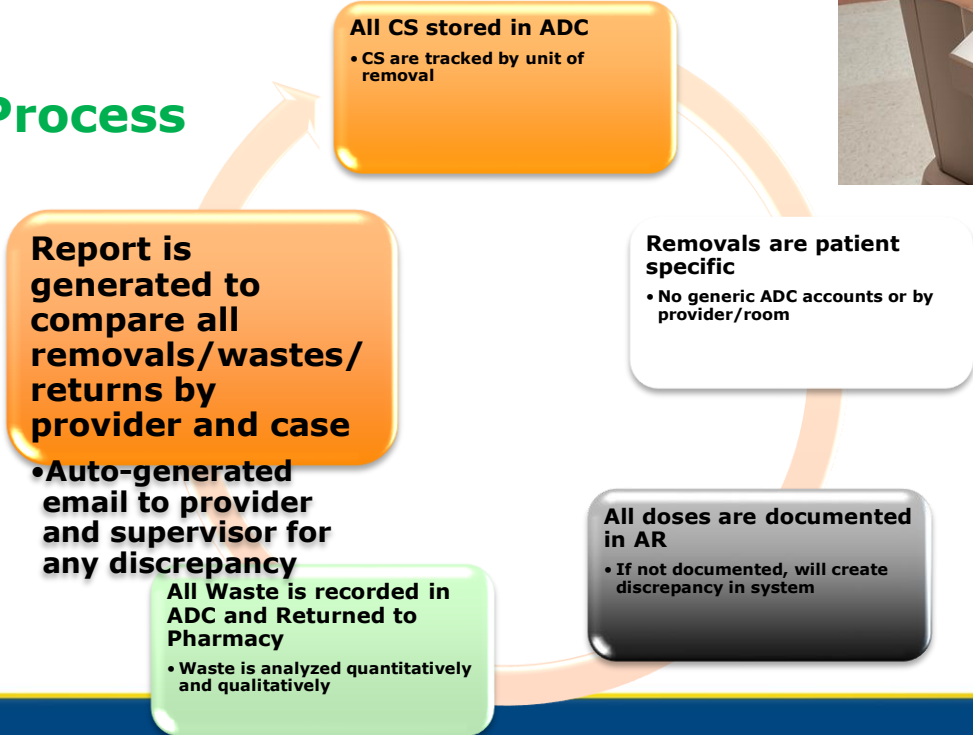 Process
All CS stored in ADC
• CS are tracked by unit of
removal
Removals are patient
specific
• No generic ADC accounts or by
provider/room
All doses are documented
in AR
• If not documented, will create
discrepancy in system
All Waste is recorded in
ADC and Returned to
Pharmacy
• Waste is analyzed quantitatively
and qualitatively
Report is
generated to
compare all
removals/wastes/
returns by
provider and case
•Auto-generated
email to provider
and supervisor for
any discrepancy